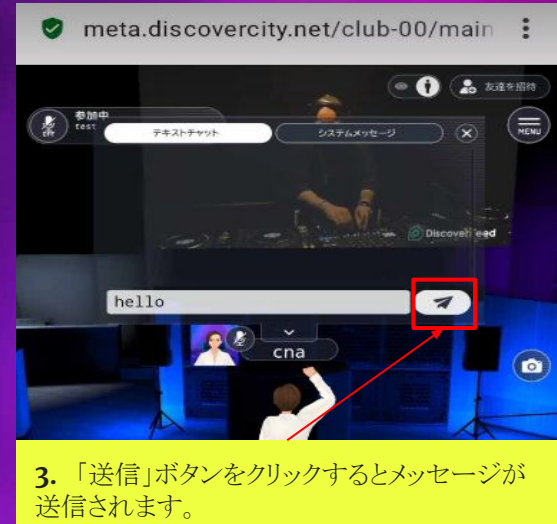 meta.discovercity.net/club-00/main
友達を招待
参加中
test
OFF
テキストチャット
システムメッセージ
MENU
Discover eed
hello
cna
3. 「送信」ボタンをクリックするとメッセージが
送信されます。